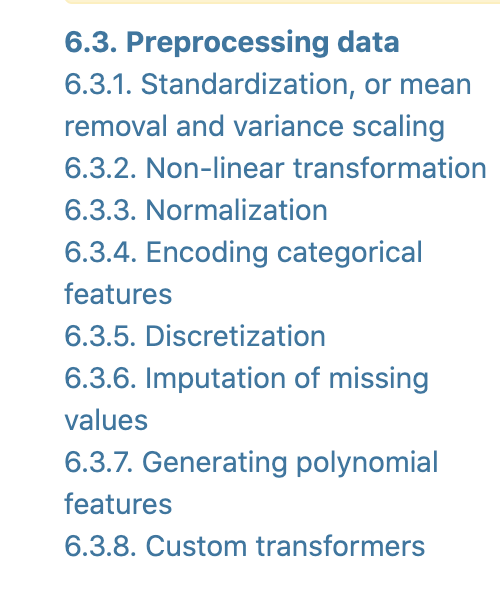 6.3. Preprocessing data
6.3.1. Standardization, or mean
removal and variance scaling
6.3.2. Non-linear transformation
6.3.3. Normalization
6.3.4. Encoding categorical
features
6.3.5. Discretization
6.3.6. Imputation of missing
values
6.3.7. Generating polynomial
features
6.3.8. Custom transformers